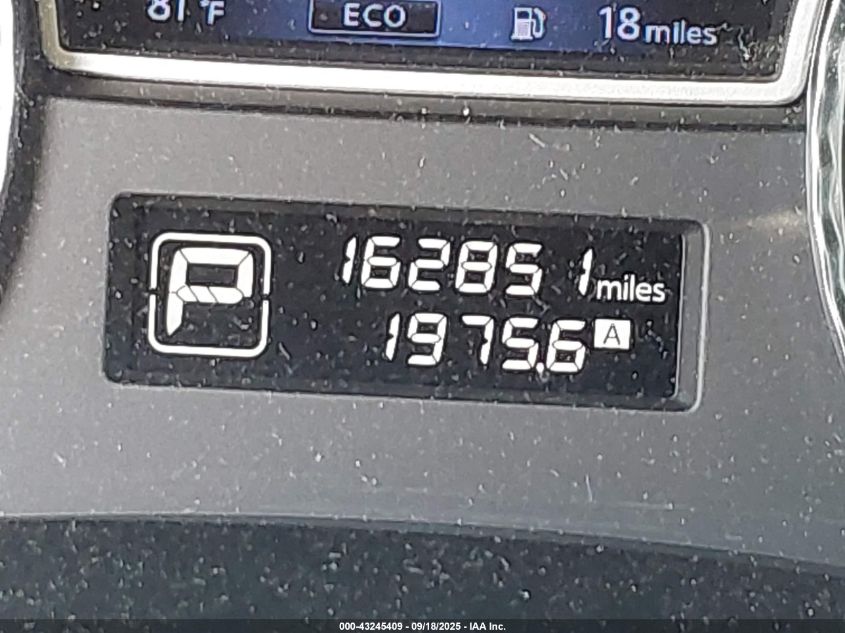 81°F ECO 18 miles
P
162851 miles
1975.6 A
000-43245409 - 09/18/2025 - IAA Inc.